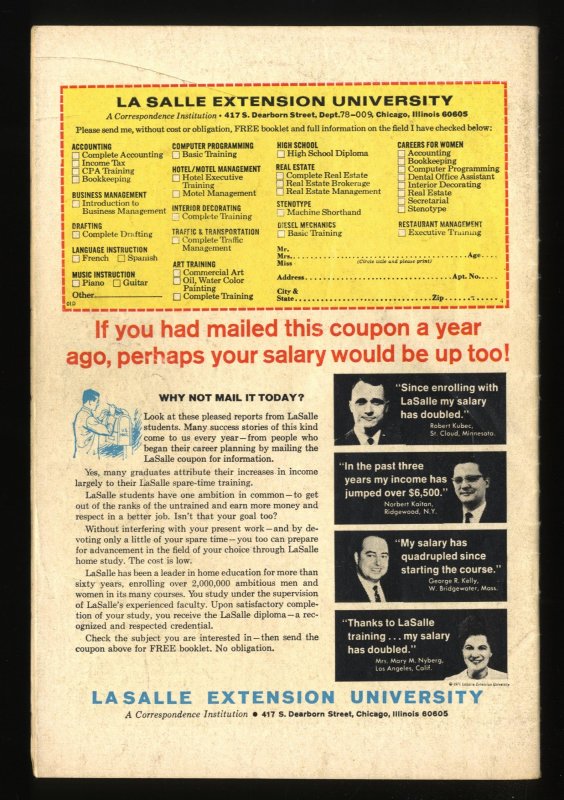 LA SALLE EXTENSION UNIVERSITY
A Correspondence Institution • 417 S. Dearborn Street, Dept. 78-009, Chicago, Illinois 60605
Please send me, without cost or obligation, FREE booklet and full information on the field I have checked below:
ACCOUNTING
Complete Accounting
Income Tax
CPA Training
Bookkeeping
BUSINESS MANAGEMENT
Introduction to
Business Management
DRAFTING
Complete Drafting
LANGUAGE INSTRUCTION
French Spanish
MUSIC INSTRUCTION
Piano Guitar
Other
COMPUTER PROGRAMMING
Basic Training
HOTEL/MOTEL MANAGEMENT
Hotel Executive
Training
Motel Management
INTERIOR DECORATING
Complete Training
TRAFFIC & TRANSPORTATION
Complete Traffic
Management
ART TRAINING
Commercial Art
Oil, Water Color
Painting
Complete Training
HIGH SCHOOL
High School Diploma
REAL ESTATE
Complete Real Estate
Real Estate Brokerage
Real Estate Management
STENOTYPE
Machine Shorthand
DIESEL MECHANICS
Basic Training
CAREERS FOR WOMEN
Accounting
Bookkeeping
Computer Programming
Dental Office Assistant
Interior Decorating
Real Estate
Secretarial
Stenotype
RESTAURANT MANAGEMENT
Executive Training
Mr.
Mrs. Age
Miss (Circle title and please print)
Address Apt. No.
City &
State Zip
If you had mailed this coupon a year
ago, perhaps your salary would be up too!
WHY NOT MAIL IT TODAY?
Look at these pleased reports from LaSalle
students. Many success stories of this kind
come to us every year—from people who
began their career planning by mailing the
LaSalle coupon for information.
Yes, many graduates attribute their increases in income
largely to their LaSalle spare-time training.
LaSalle students have one ambition in common—to get
out of the ranks of the untrained and earn more money and
respect in a better job. Isn't that your goal too?
Without interfering with your present work—and by de-
voting only a little of your spare time—you too can prepare
for advancement in the field of your choice through LaSalle
home study. The cost is low.
LaSalle has been a leader in home education for more than
sixty years, enrolling over 2,000,000 ambitious men and
women in its many courses. You study under the supervision
of LaSalle's experienced faculty. Upon satisfactory comple-
tion of your study, you receive the LaSalle diploma—a rec-
ognized and respected credential.
Check the subject you are interested in—then send the
coupon above for FREE booklet. No obligation.
"Since enrolling with
LaSalle my salary
has doubled."
Robert Kubec,
St. Cloud, Minnesota.
"In the past three
years my income has
jumped over $6,500."
Norbert Kaitan,
Ridgewood, N.Y.
"My salary has
quadrupled since
starting the course."
George R. Kelly,
W. Bridgewater, Mass.
"Thanks to LaSalle
training . . . my salary
has doubled."
Mrs. Mary M. Nyberg,
Los Angeles, Calif.
LASALLE EXTENSION UNIVERSITY
A Correspondence Institution • 417 S. Dearborn Street, Chicago, Illinois 60605